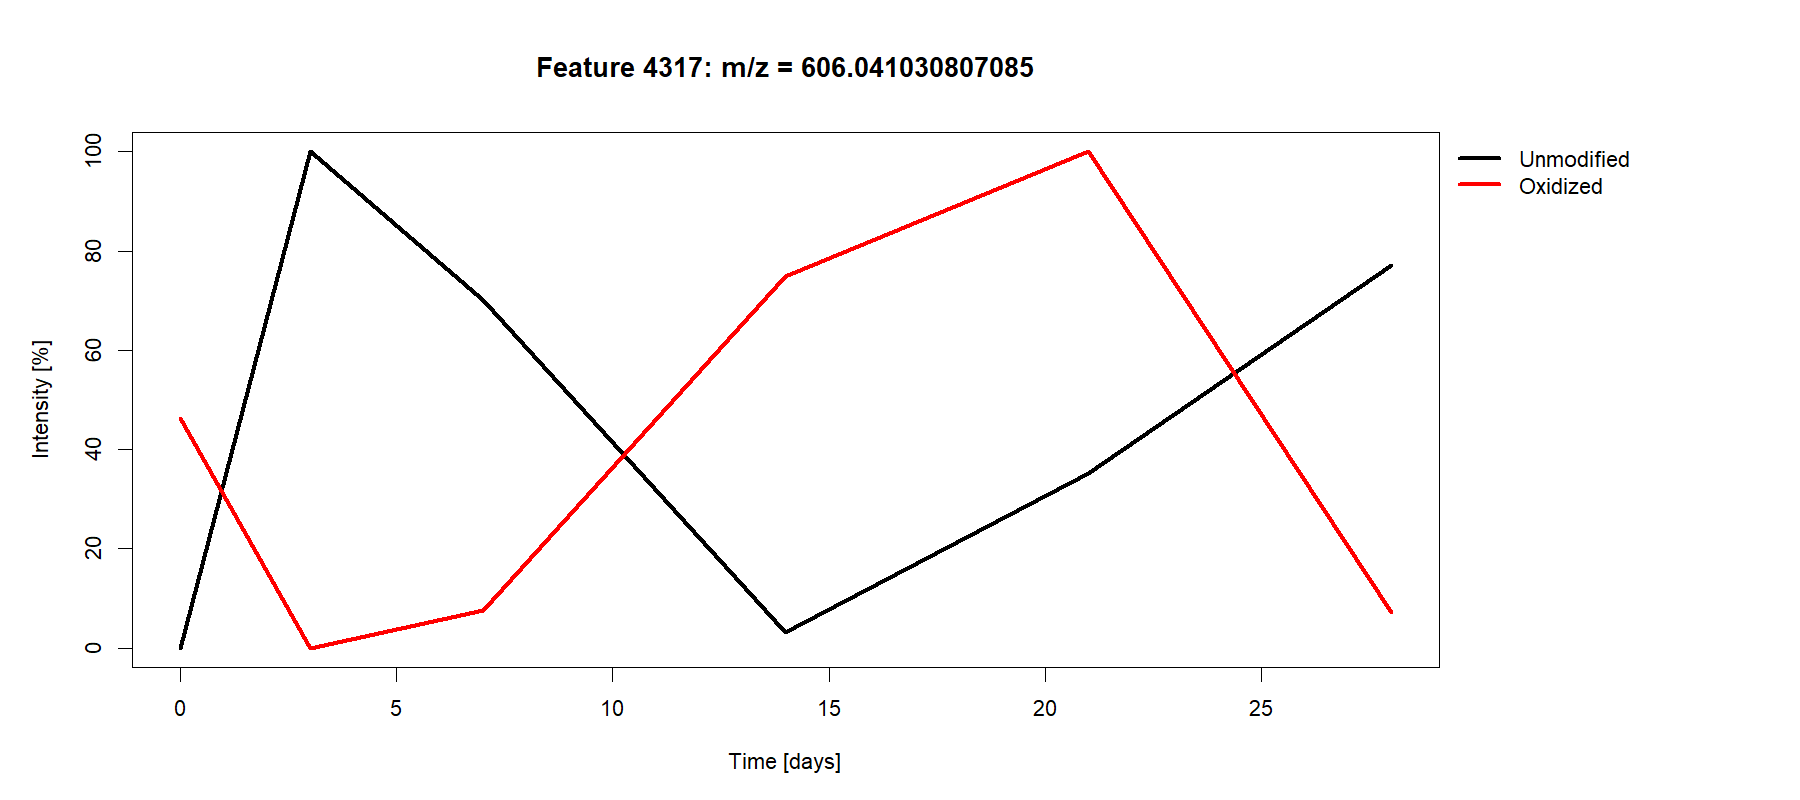 Feature 4317: m/z = 606.041030807085
Unmodified
Oxidized
Intensity [%]
100
80
60
40
20
0
0 5 10 15 20 25
Time [days]